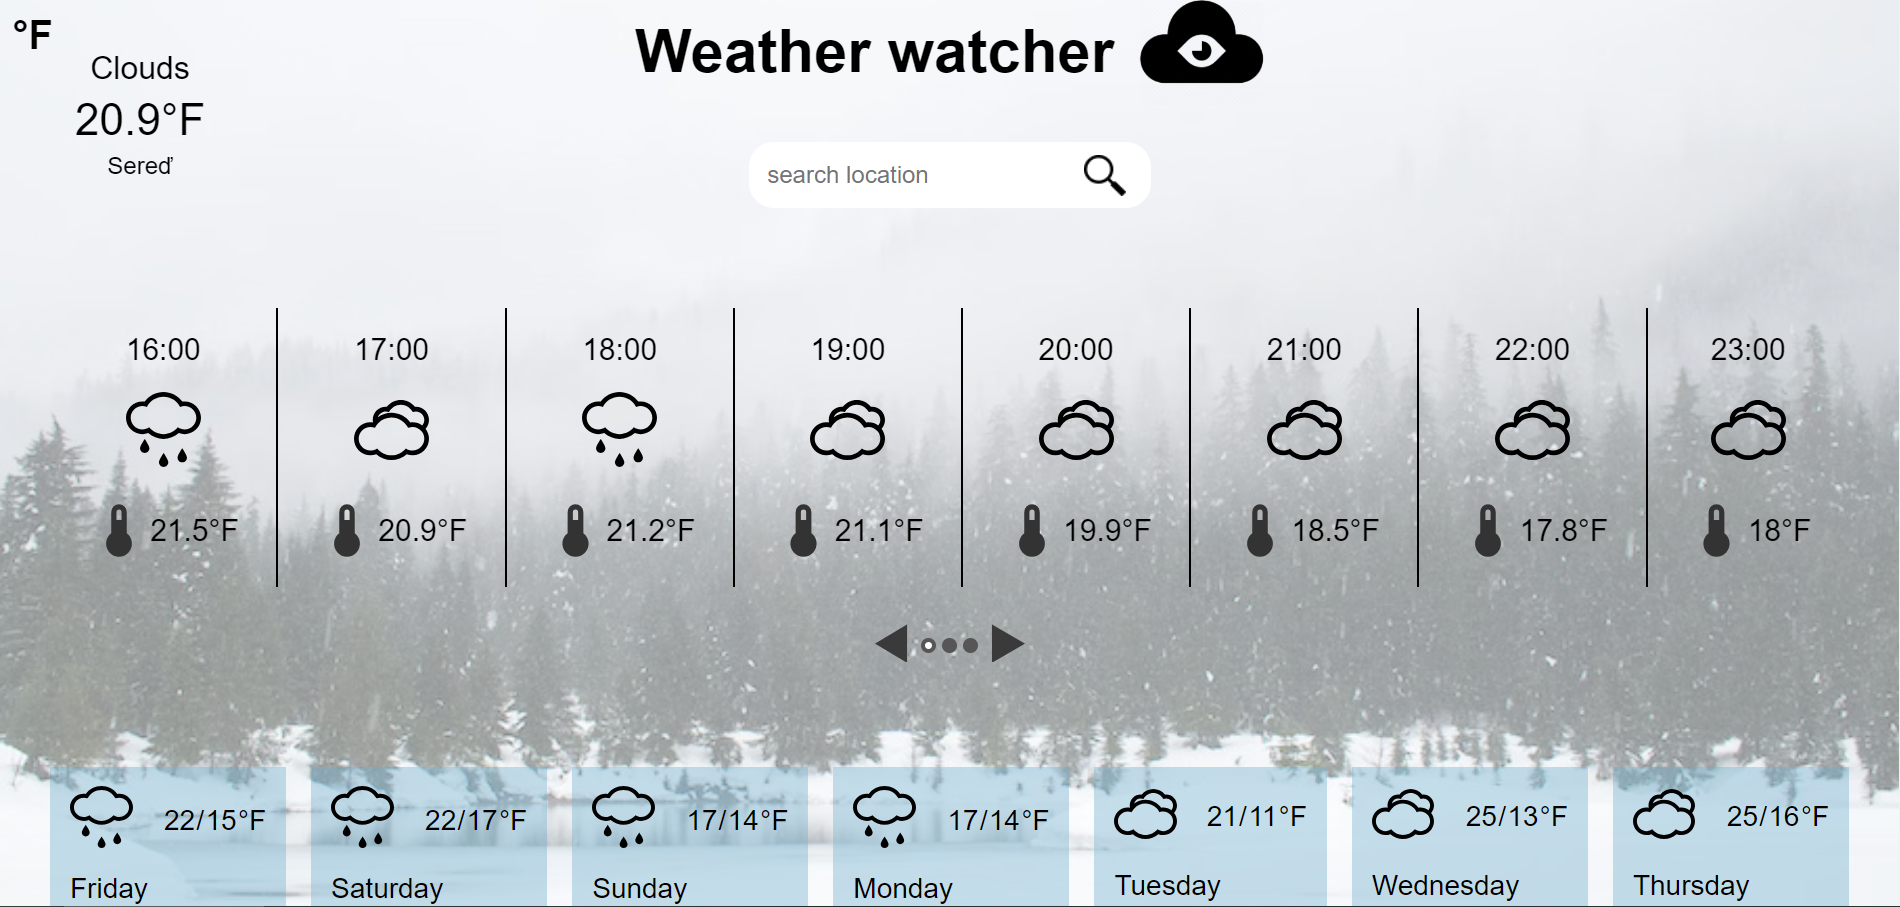 °F
Weather watcher
Clouds
20.9°F
Sereď
search location
16:00 17:00 18:00 19:00 20:00 21:00 22:00 23:00
21.5°F 20.9°F 21.2°F 21.1°F 19.9°F 18.5°F 17.8°F 18°F
22/15°F 22/17°F 17/14°F 17/14°F 21/11°F 25/13°F 25/16°F
Friday Saturday Sunday Monday Tuesday Wednesday Thursday